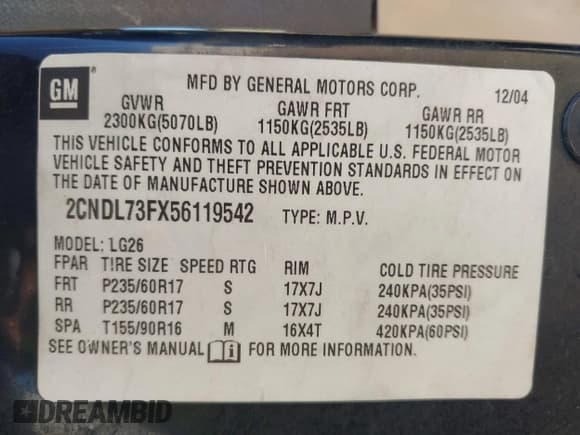 GM
®
MFD BY GENERAL MOTORS CORP.
12/04
GVWR GAWR FRT GAWR RR
2300KG(5070LB) 1150KG(2535LB) 1150KG(2535LB)
THIS VEHICLE CONFORMS TO ALL APPLICABLE U.S. FEDERAL MOTOR
VEHICLE SAFETY AND THEFT PREVENTION STANDARDS IN EFFECT ON
THE DATE OF MANUFACTURE SHOWN ABOVE.
2CNDL73FX56119542 TYPE: M.P.V.
MODEL: LG26
FPAR TIRE SIZE SPEED RTG RIM COLD TIRE PRESSURE
FRT P235/60R17 S 17X7J 240KPA(35PSI)
RR P235/60R17 S 17X7J 240KPA(35PSI)
SPA T155/90R16 M 16X4T 420KPA(60PSI)
SEE OWNER'S MANUAL i FOR MORE INFORMATION.
DREAMBID